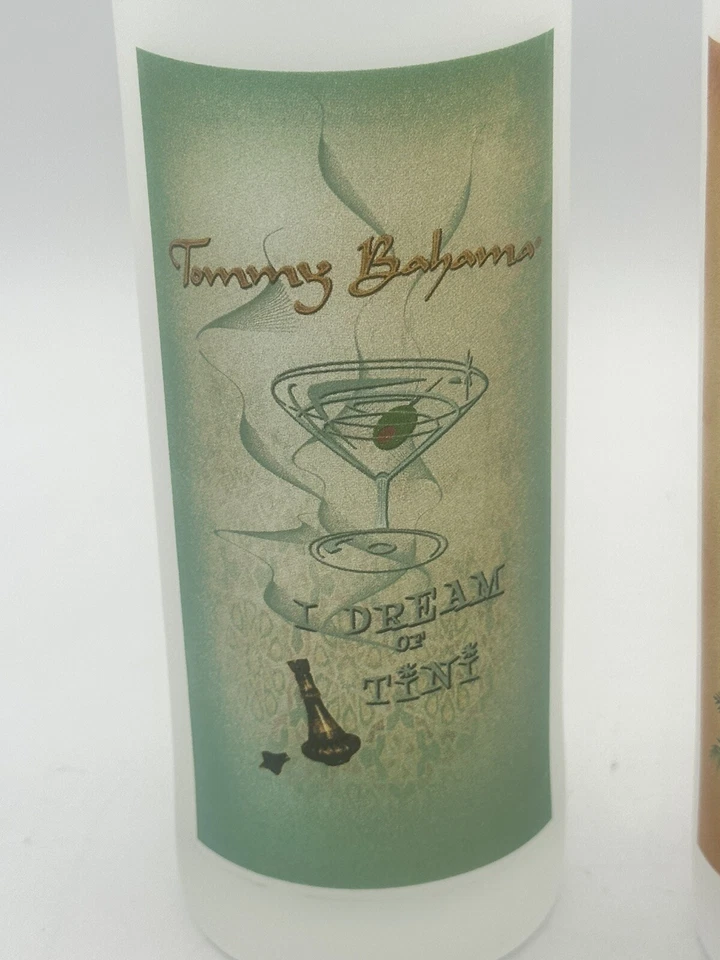 Tommy Bahama
I DREAM
OF
TiNi